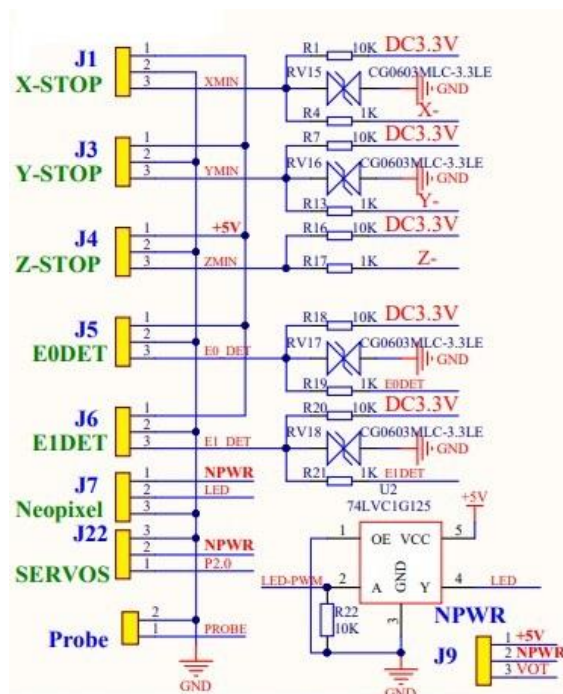 J1
X-STOP
1
2
3
XMIN
R1 10K DC3.3V
RV15 CG0603MLC-3.3LE
GND
R4 1K X-
J3
Y-STOP
1
2
3
YMIN
R7 10K DC3.3V
RV16 CG0603MLC-3.3LE
GND
R13 1K Y-
J4
Z-STOP
1
2
3
+5V
ZMIN
R16 10K DC3.3V
R17 1K Z-
J5
E0DET
1
2
3
E0_DET
R18 10K DC3.3V
RV17 CG0603MLC-3.3LE
GND
R19 1K E0DET
J6
E1DET
1
2
3
E1_DET
R20 10K DC3.3V
RV18 CG0603MLC-3.3LE
GND
R21 1K E1DET
J7
Neopixel
1
2
3
NPWR
LED
J22
SERVOS
3
2
1
NPWR
P2.0
Probe
2
1
PROBE
GND
U2
74LVC1G125
+5V
1 OE VCC 5
LED-PWM 2 A GND Y 4 LED
3
R22
10K
GND
NPWR
J9
1 +5V
2 NPWR
3 VOT